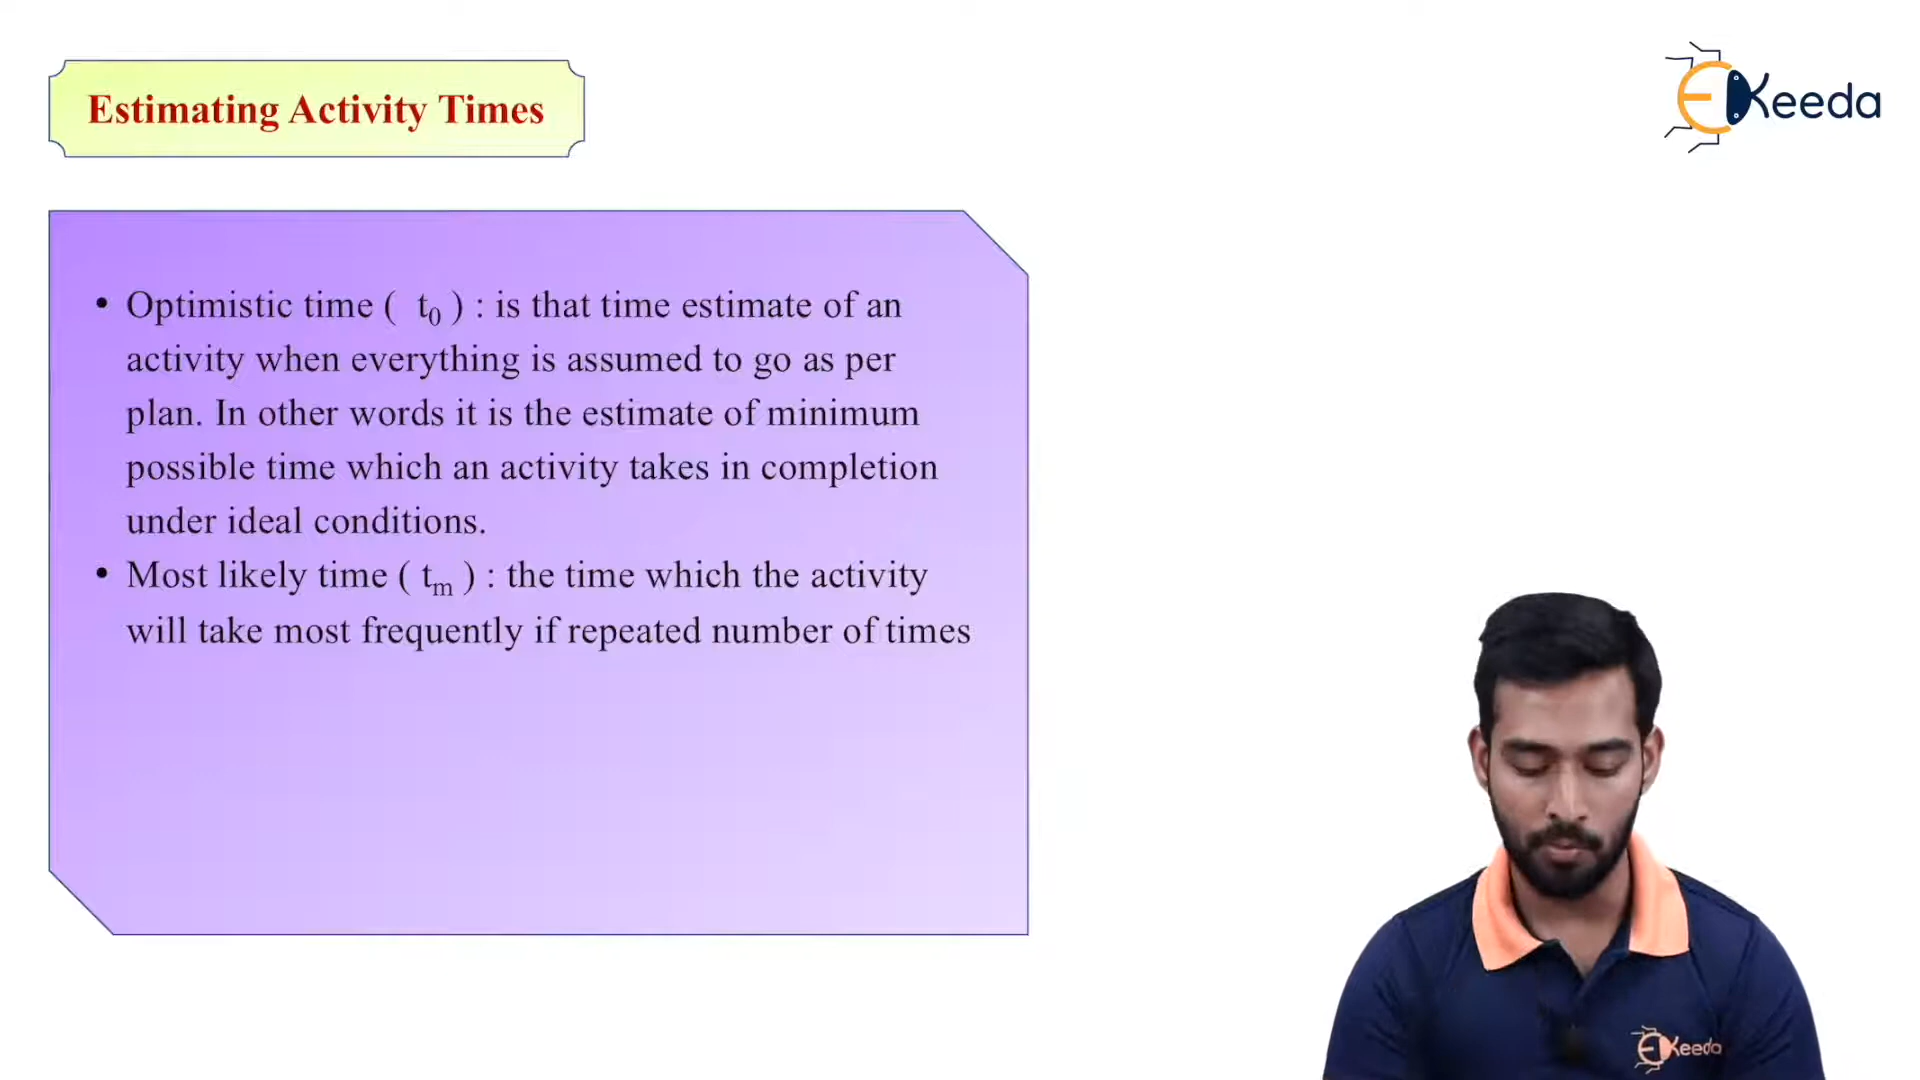 Estimating Activity Times
EKeeda
• Optimistic time ( t₀ ) : is that time estimate of an
activity when everything is assumed to go as per
plan. In other words it is the estimate of minimum
possible time which an activity takes in completion
under ideal conditions.
• Most likely time ( tₘ ) : the time which the activity
will take most frequently if repeated number of times
EKeeda